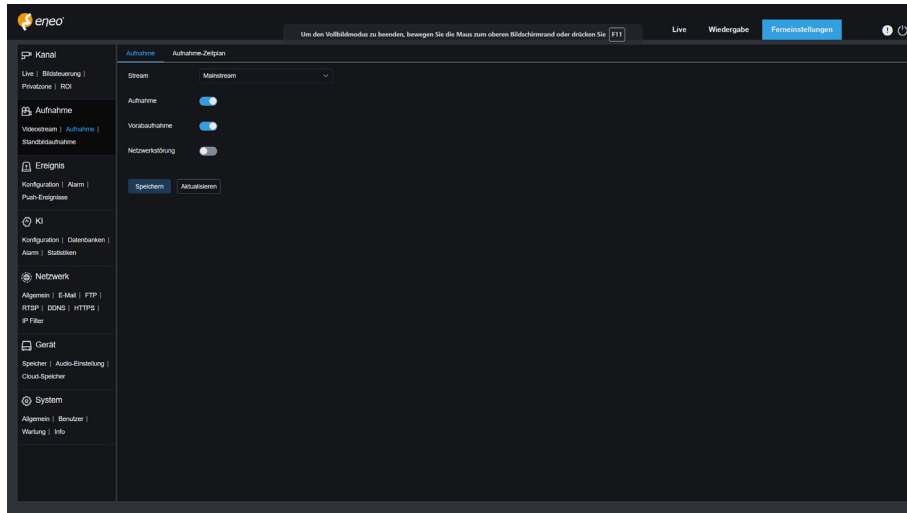 eneo
Um den Vollbildmodus zu beenden, bewegen Sie die Maus zum oberen Bildschirmrand oder drücken Sie F11
Live Wiedergabe Ferneinstellungen
Kanal
Live | Bildsteuerung |
Privatzone | ROI
Aufnahme
Videostream | Aufnahme |
Standbildaufnahme
Ereignis
Konfiguration | Alarm |
Push-Ereignisse
KI
Konfiguration | Datenbanken |
Alarm | Statistiken
Netzwerk
Allgemein | E-Mail | FTP |
RTSP | DDNS | HTTPS |
IP Filter
Gerät
Speicher | Audio-Einstellung |
Cloud-Speicher
System
Allgemein | Benutzer |
Wartung | Info
Aufnahme Aufnahme-Zeitplan
Stream Mainstream
Aufnahme
Vorabaufnahme
Netzwerkstörung
Speichern Aktualisieren